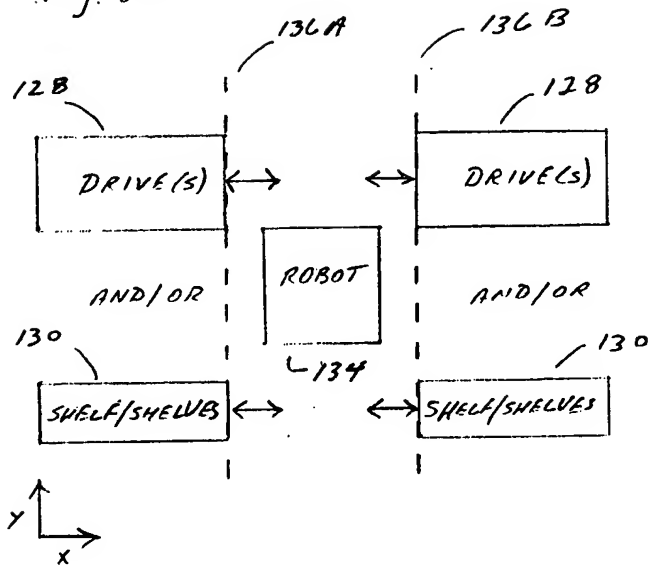 136A 136B
128 128
DRIVE(S) DRIVE(S)
ROBOT
AND/OR AND/OR
130 134 130
SHELF/SHELVES SHELF/SHELVES
Y
X